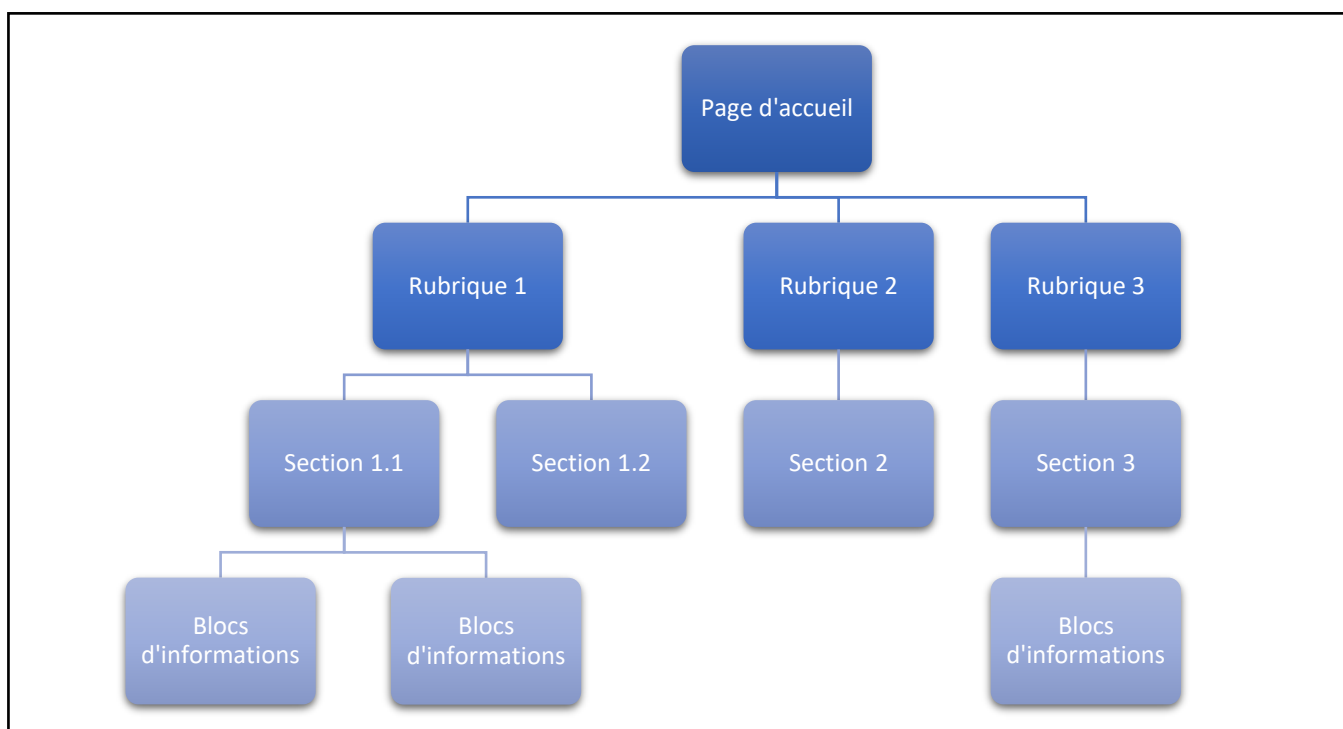 Page d'accueil
Rubrique 1
Rubrique 2
Rubrique 3
Section 1.1
Section 1.2
Section 2
Section 3
Blocs
d'informations
Blocs
d'informations
Blocs
d'informations